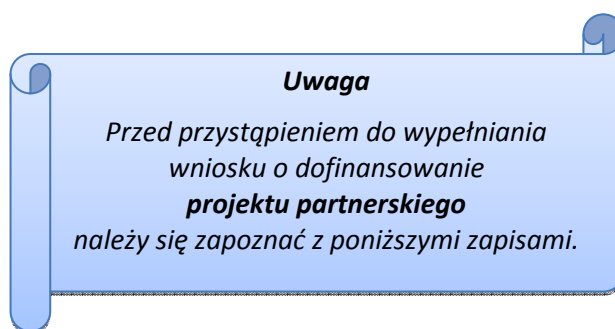 Uwaga
Przed przystąpieniem do wypełniania
wniosku o dofinansowanie
projektu partnerskiego
należy się zapoznać z poniższymi zapisami.